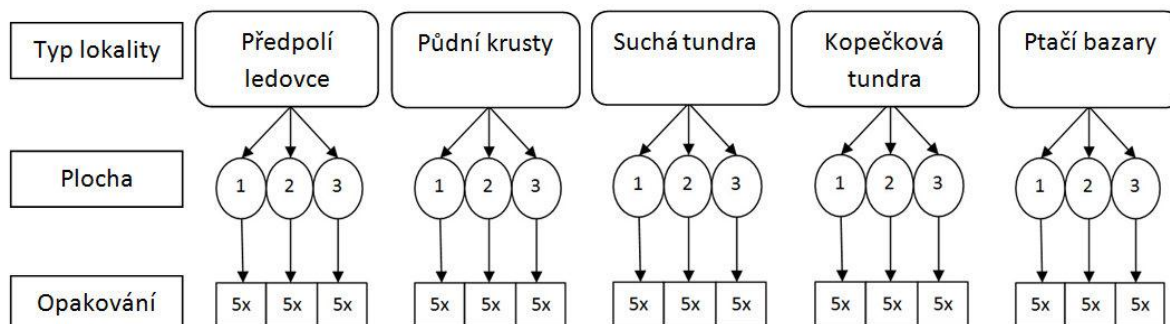 Typ lokality
Předpolí
ledovce
Půdní krusty
Suchá tundra
Kopečková
tundra
Ptačí bazary
Plocha
1 2 3
1 2 3
1 2 3
1 2 3
1 2 3
Opakování
5x 5x 5x
5x 5x 5x
5x 5x 5x
5x 5x 5x
5x 5x 5x